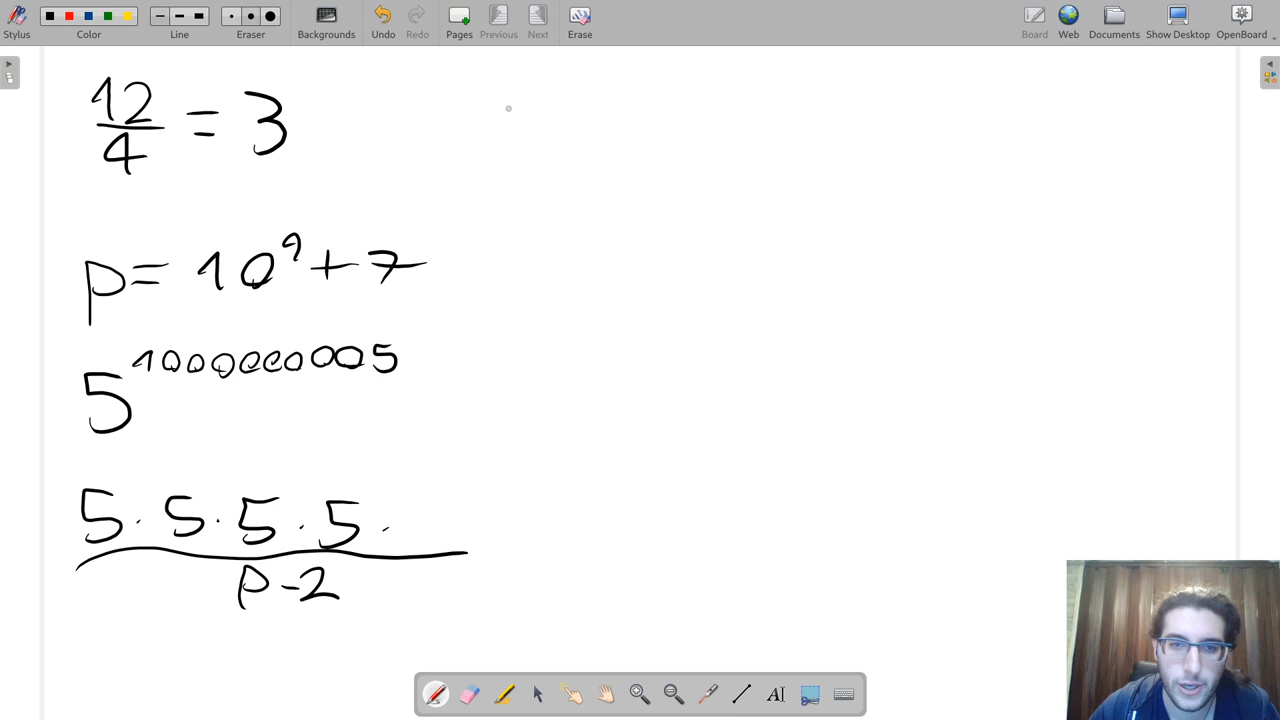 Stylus Color Line Eraser Backgrounds Undo Redo Pages Previous Next Erase Board Web Documents Show Desktop OpenBoard
12
4 = 3
p = 10^9 + 7
5^1000000005
5 · 5 · 5 · 5 ·
p - 2
AI